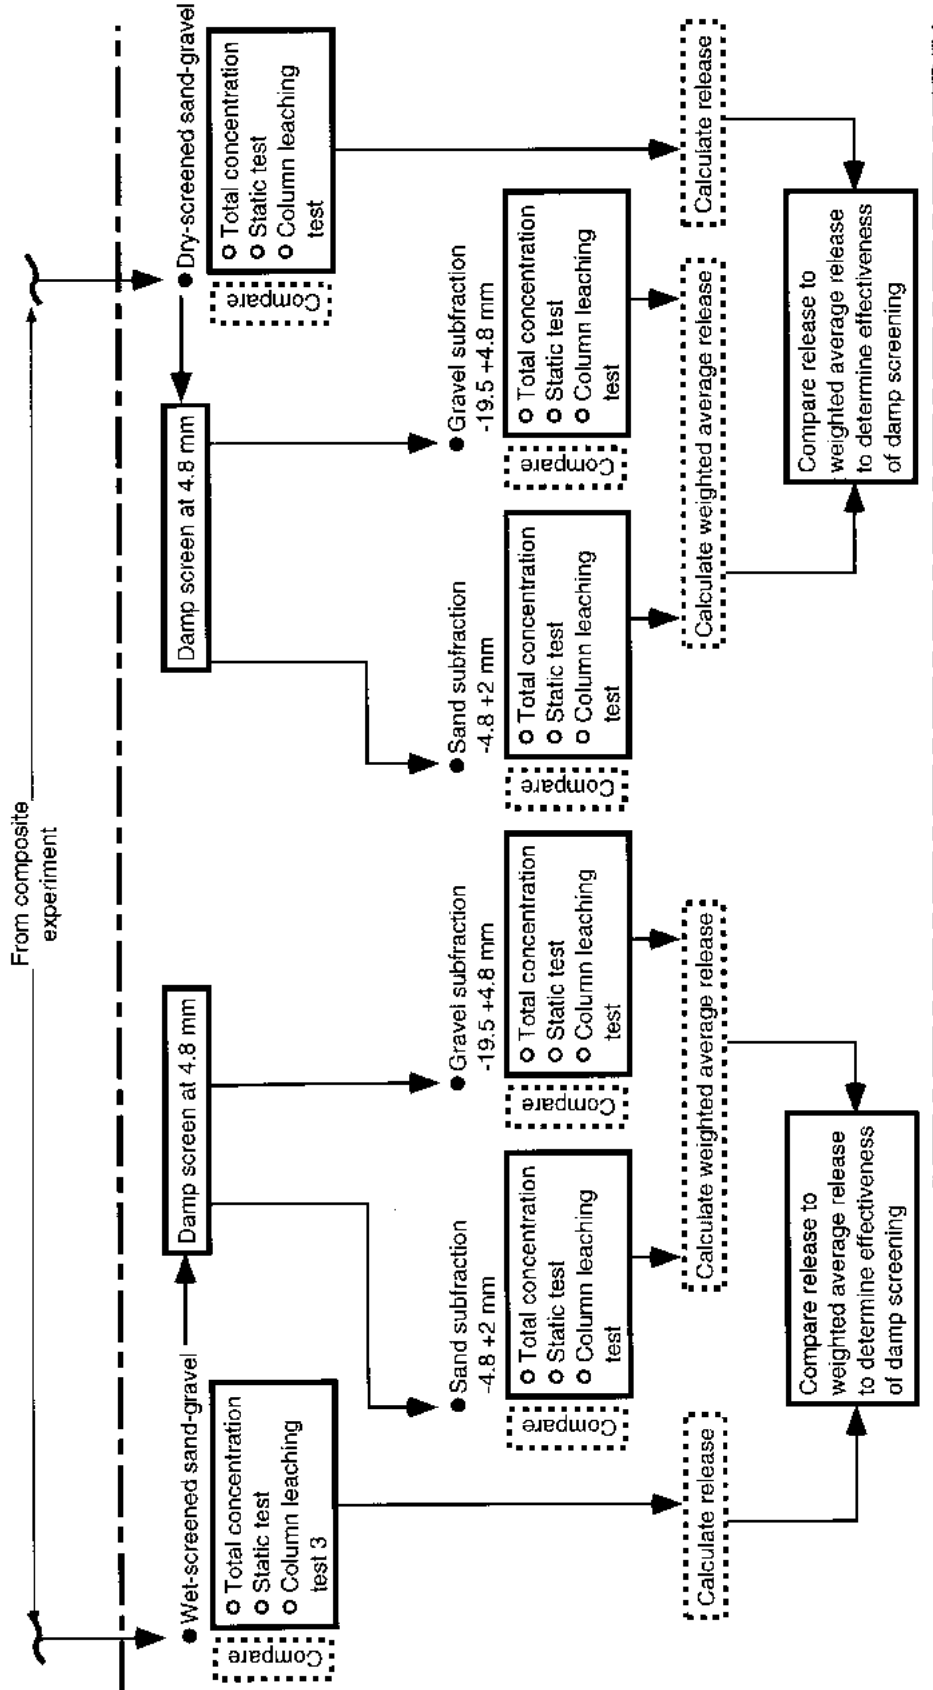 From composite
experiment
Wet-screened sand-gravel
Compare
Total concentration
Static test
Column leaching
test 3
Damp screen at 4.8 mm
Sand subfraction
-4.8 +2 mm
Compare
Total concentration
Static test
Column leaching
test
Gravel subfraction
-19.5 +4.8 mm
Compare
Total concentration
Static test
Column leaching
test
Calculate release
Calculate weighted average release
Compare release to
weighted average release
to determine effectiveness
of damp screening
Damp screen at 4.8 mm
Dry-screened sand-gravel
Compare
Total concentration
Static test
Column leaching
test
Sand subfraction
-4.8 +2 mm
Compare
Total concentration
Static test
Column leaching
test
Gravel subfraction
-19.5 +4.8 mm
Compare
Total concentration
Static test
Column leaching
test
Calculate weighted average release
Calculate release
Compare release to
weighted average release
to determine effectiveness
of damp screening